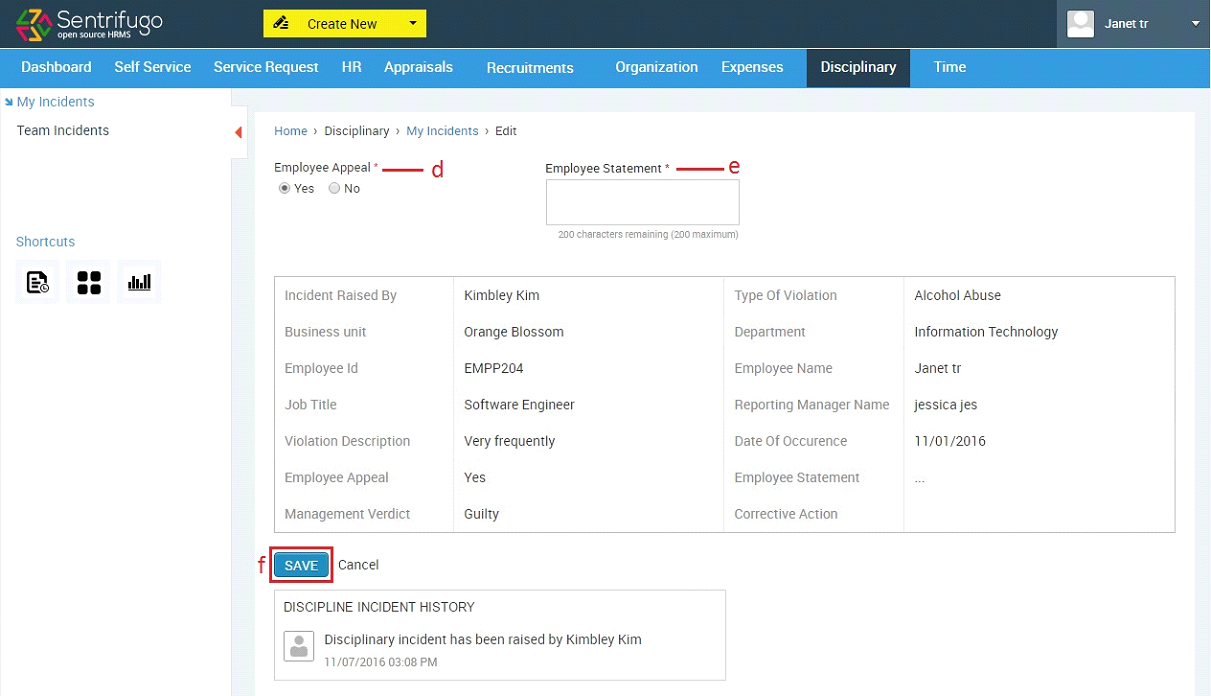 Sentrifugo
open source HRMS
Create New
Janet tr
Dashboard Self Service Service Request HR Appraisals Recruitments Organization Expenses Disciplinary Time
My Incidents
Team Incidents
Shortcuts
Home › Disciplinary › My Incidents › Edit
Employee Appeal * d
Yes No
Employee Statement * e
200 characters remaining (200 maximum)
Incident Raised By Kimbley Kim Type Of Violation Alcohol Abuse
Business unit Orange Blossom Department Information Technology
Employee Id EMPP204 Employee Name Janet tr
Job Title Software Engineer Reporting Manager Name jessica jes
Violation Description Very frequently Date Of Occurence 11/01/2016
Employee Appeal Yes Employee Statement ...
Management Verdict Guilty Corrective Action
f SAVE Cancel
DISCIPLINE INCIDENT HISTORY
Disciplinary incident has been raised by Kimbley Kim
11/07/2016 03:08 PM